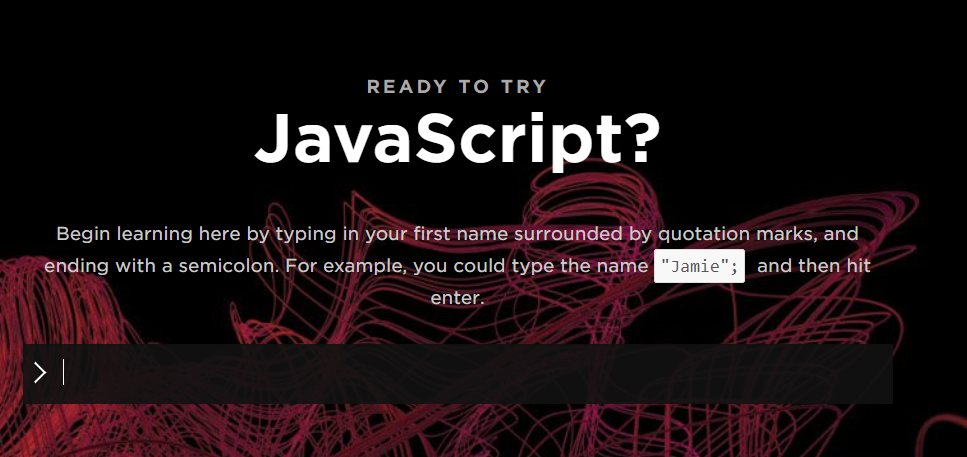 READY TO TRY
JavaScript?
Begin learning here by typing in your first name surrounded by quotation marks, and
ending with a semicolon. For example, you could type the name "Jamie"; and then hit
enter.